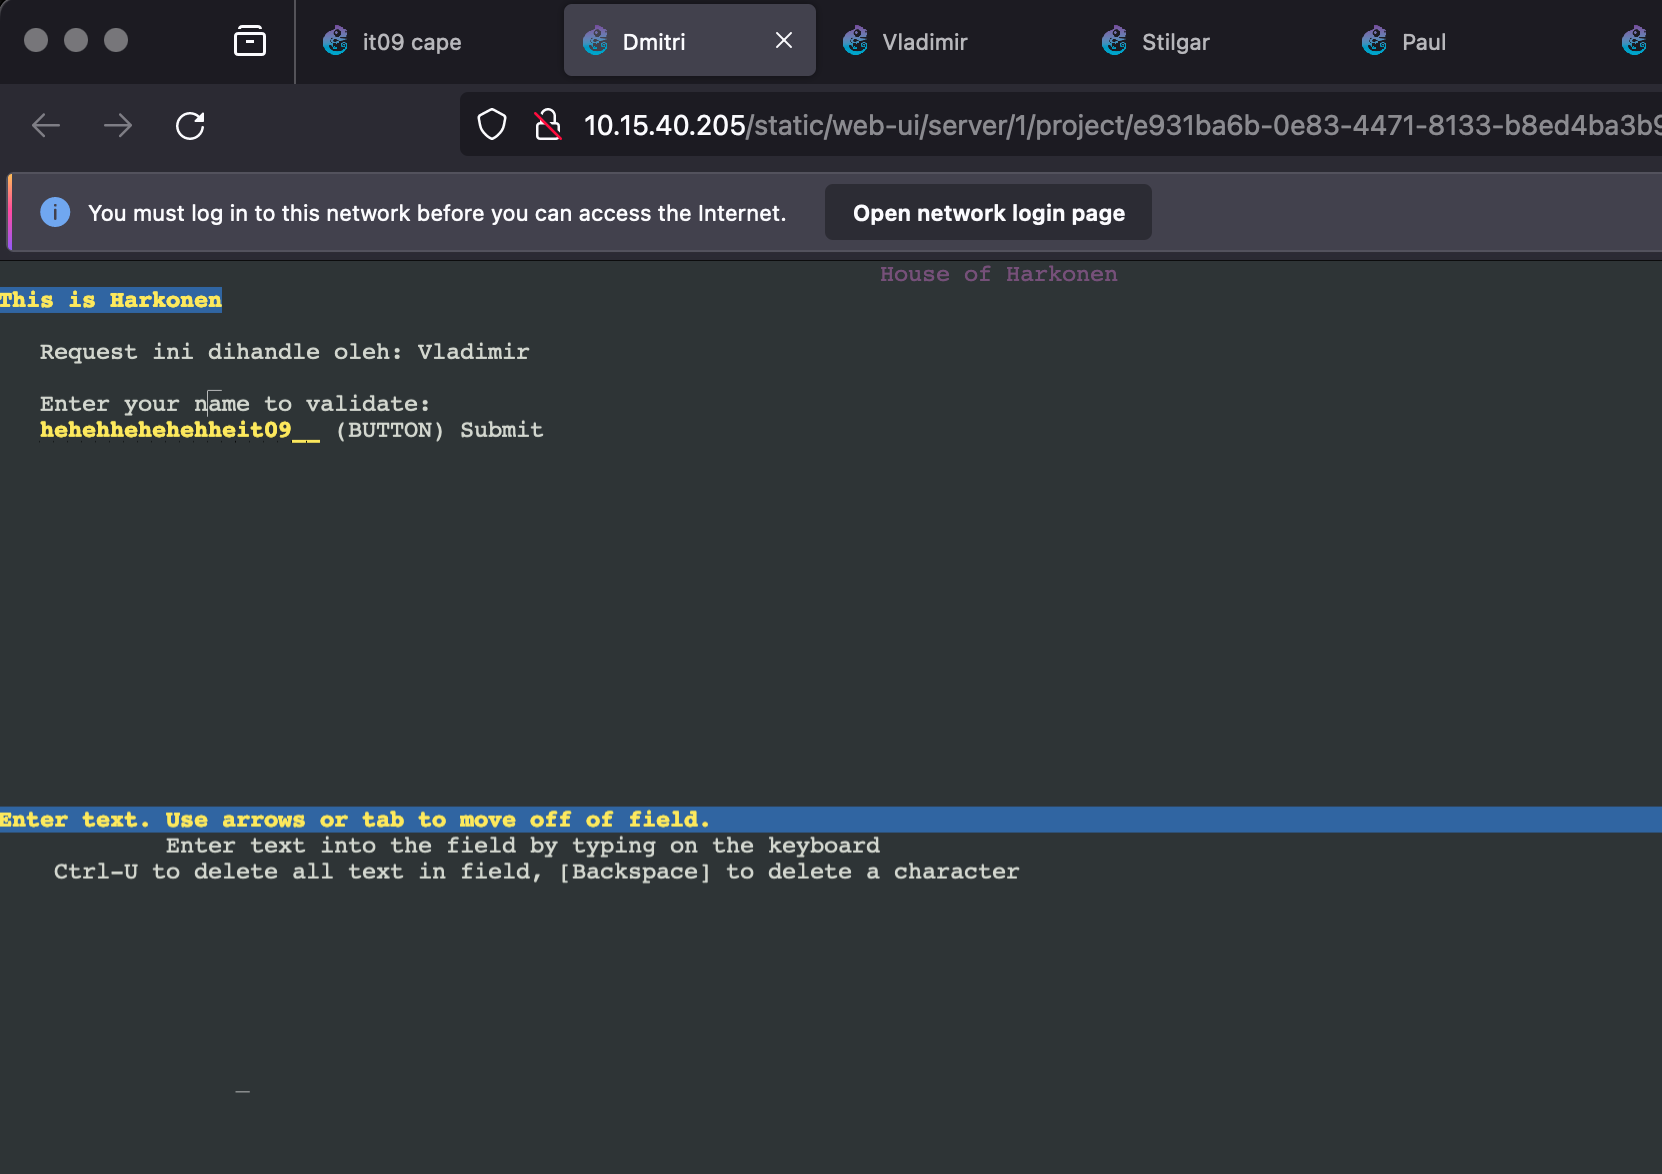 it09 cape
Dmitri
Vladimir
Stilgar
Paul
10.15.40.205/static/web-ui/server/1/project/e931ba6b-0e83-4471-8133-b8ed4ba3b9
You must log in to this network before you can access the Internet.
Open network login page
House of Harkonen
This is Harkonen
Request ini dihandle oleh: Vladimir
Enter your name to validate:
hehehhehehehheit09__ (BUTTON) Submit
Enter text. Use arrows or tab to move off of field.
Enter text into the field by typing on the keyboard
Ctrl-U to delete all text in field, [Backspace] to delete a character